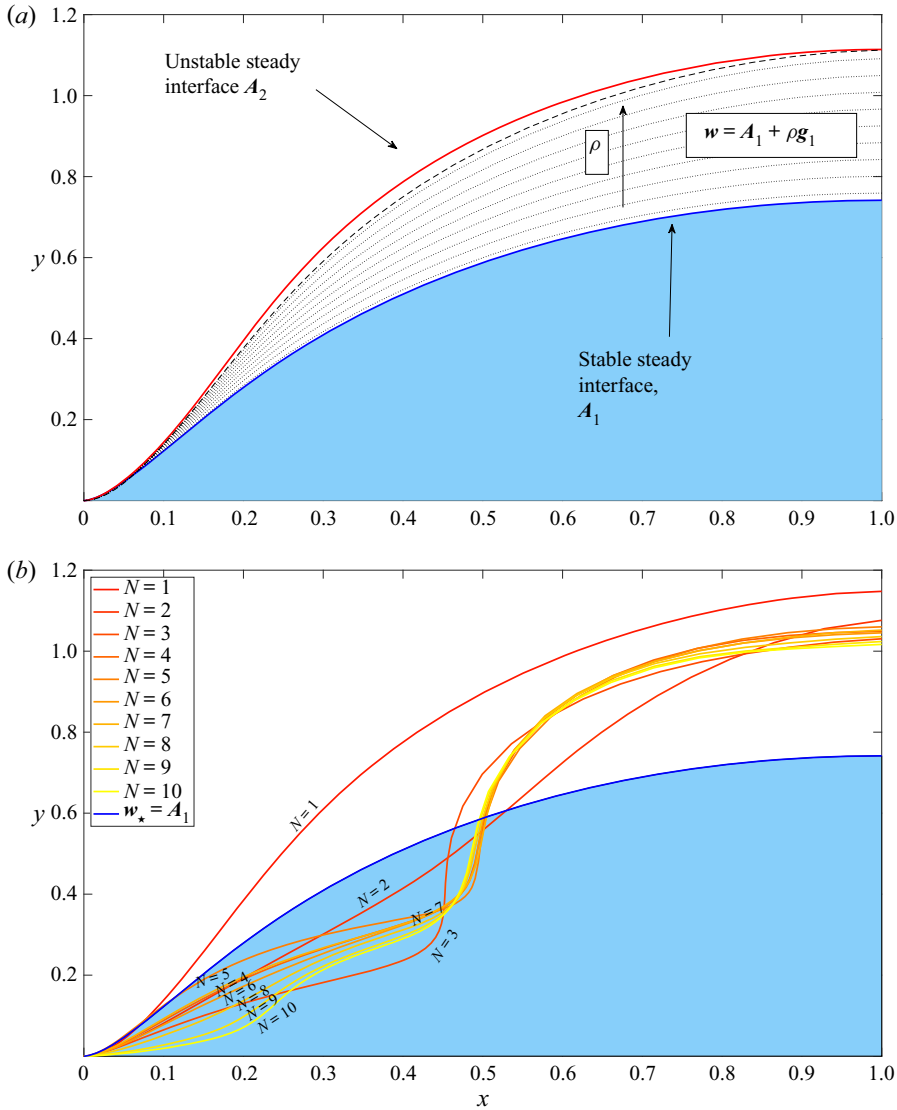 (a)
1.2
1.0
0.8
0.6
0.4
0.2
y
Unstable steady
interface A2
ρ
w = A1 + ρg1
Stable steady
interface,
A1
0 0.1 0.2 0.3 0.4 0.5 0.6 0.7 0.8 0.9 1.0
(b)
1.2
1.0
0.8
0.6
0.4
0.2
y
N = 1
N = 2
N = 3
N = 4
N = 5
N = 6
N = 7
N = 8
N = 9
N = 10
w⋆ = A1
N = 1
N = 2
N = 7
N = 3
N = 5
N = 4
N = 6
N = 8
N = 9
N = 10
0 0.1 0.2 0.3 0.4 0.5 0.6 0.7 0.8 0.9 1.0
x